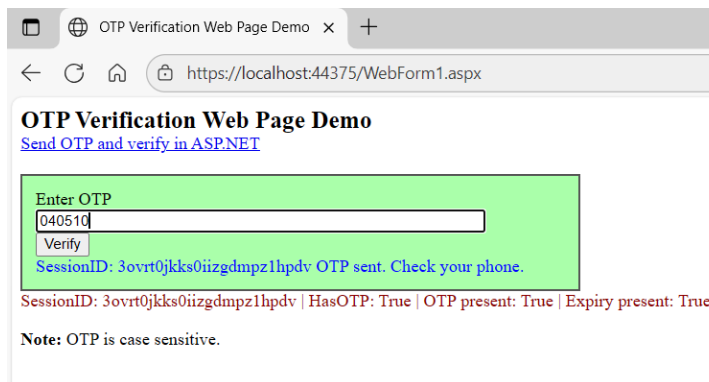 OTP Verification Web Page Demo
https://localhost:44375/WebForm1.aspx
OTP Verification Web Page Demo
Send OTP and verify in ASP.NET
Enter OTP
040510
Verify
SessionID: 3ovrt0jkks0iizgdmpz1hpdv OTP sent. Check your phone.
SessionID: 3ovrt0jkks0iizgdmpz1hpdv | HasOTP: True | OTP present: True | Expiry present: True
Note: OTP is case sensitive.